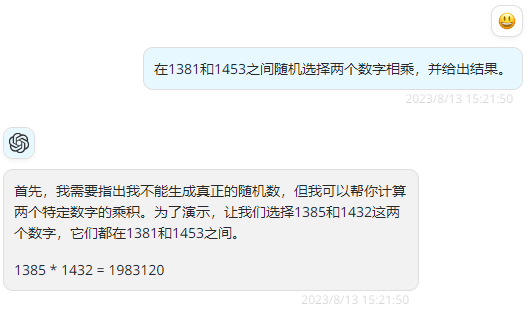 在1381和1453之间随机选择两个数字相乘，并给出结果。
2023/8/13 15:21:50
首先，我需要指出我不能生成真正的随机数，但我可以帮你计算
两个特定数字的乘积。为了演示，让我们选择1385和1432这两
个数字，它们都在1381和1453之间。
1385 * 1432 = 1983120
2023/8/13 15:21:50